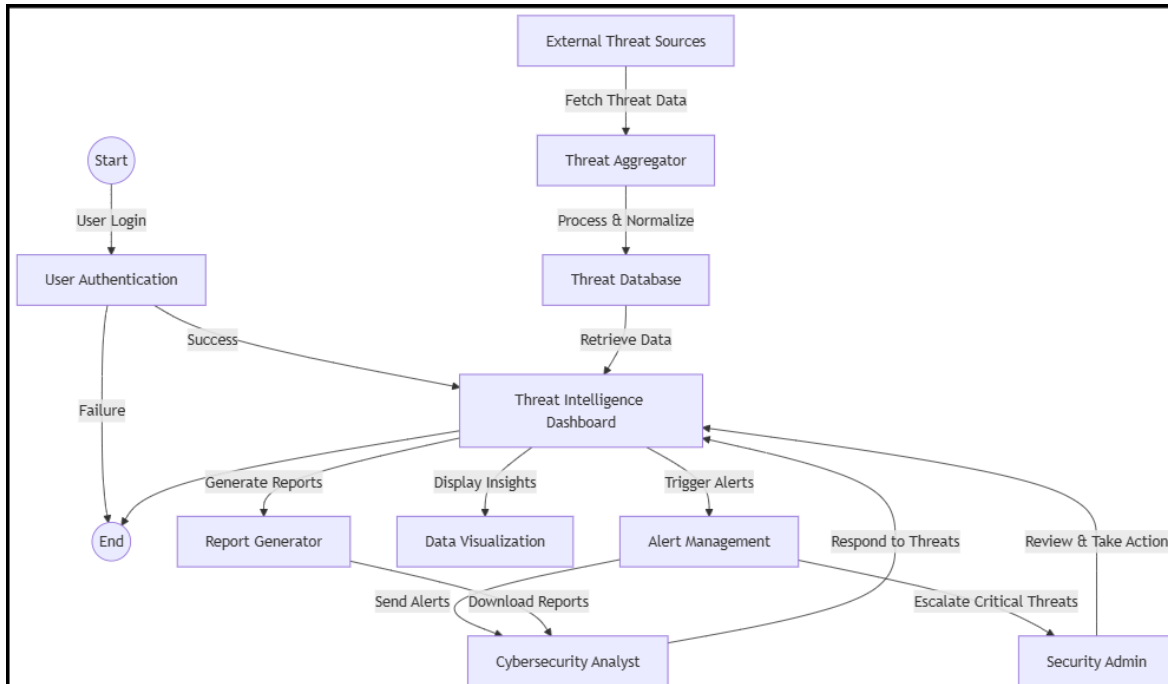 External Threat Sources
Fetch Threat Data
Start
Threat Aggregator
User Login
Process & Normalize
User Authentication
Threat Database
Success
Retrieve Data
Threat Intelligence
Dashboard
Failure
Generate Reports
Display Insights
Trigger Alerts
End
Report Generator
Data Visualization
Alert Management
Respond to Threats
Review & Take Action
Send Alerts
Download Reports
Escalate Critical Threats
Cybersecurity Analyst
Security Admin